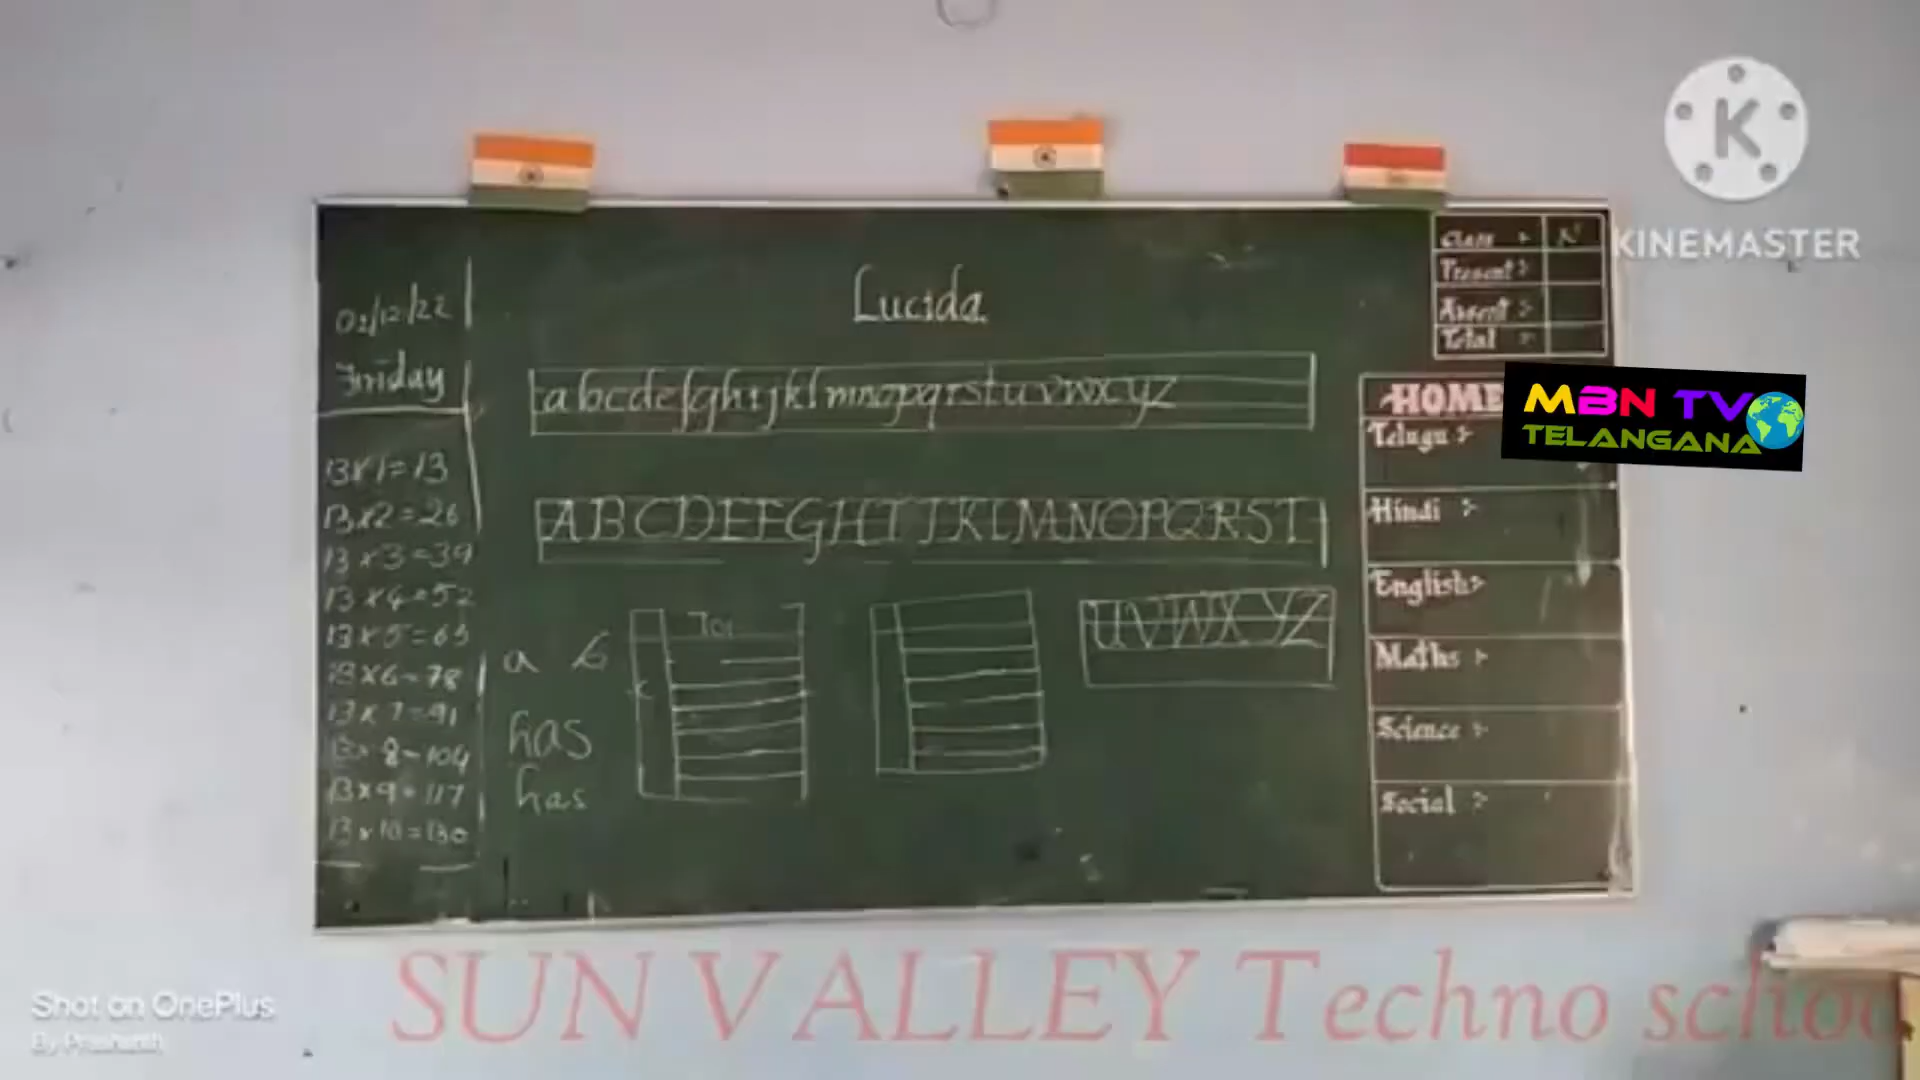 KINEMASTER
Class :- IV
Present :-
Absent :-
Total :-
02/12/22
Friday
Lucida
abcdefghijklmnopqrstuvwxyz
ABCDEFGHIJKLMNOPQRST
UVWXYZ
13x1=13
13x2=26
13x3=39
13x4=52
13x5=65
13x6=78
13x7=91
13x8=104
13x9=117
13x10=130
a b
has
has
HOME
Telugu :-
Hindi :-
English:-
Maths :-
Science :-
Social :-
MBN TV
TELANGANA
SUN VALLEY Techno schoo
Shot on OnePlus
By Prashanth